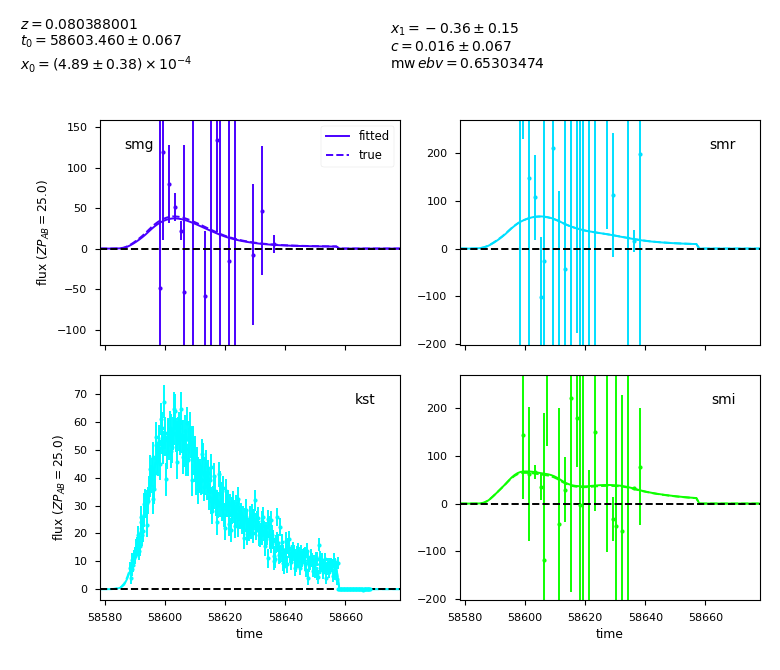 z = 0.080388001
t₀ = 58603.460 ± 0.067
x₀ = (4.89 ± 0.38) × 10⁻⁴
x₁ = −0.36 ± 0.15
c = 0.016 ± 0.067
mw ebv = 0.65303474
smg
fitted
true
150
100
50
0
−50
−100
flux (ZP_AB = 25.0)
smr
200
100
0
−100
−200
kst
70
60
50
40
30
20
10
0
flux (ZP_AB = 25.0)
58580 58600 58620 58640 58660
time
smi
200
100
0
−100
−200
58580 58600 58620 58640 58660
time